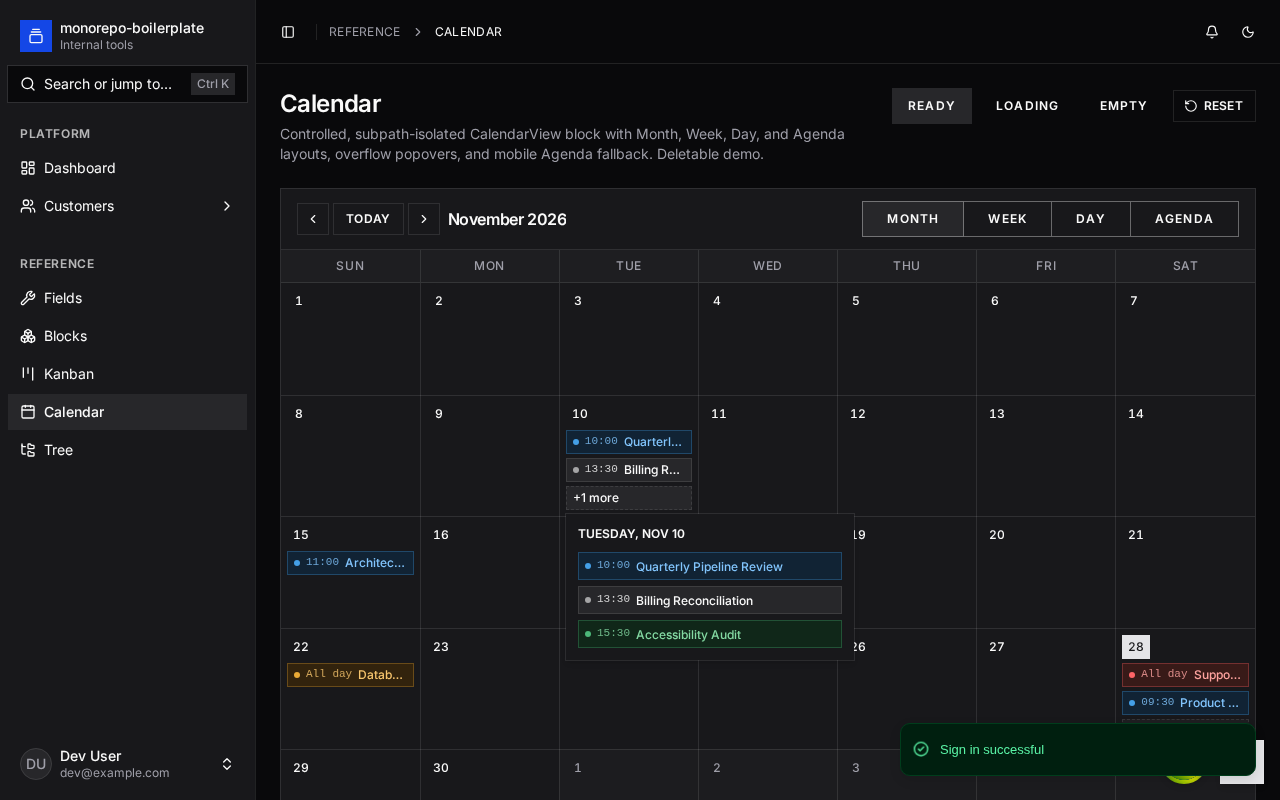 monorepo-boilerplate
Internal tools
Search or jump to... Ctrl K
PLATFORM
Dashboard
Customers
REFERENCE
Fields
Blocks
Kanban
Calendar
Tree
DU
Dev User
dev@example.com
REFERENCE > CALENDAR
Calendar
Controlled, subpath-isolated CalendarView block with Month, Week, Day, and Agenda
layouts, overflow popovers, and mobile Agenda fallback. Deletable demo.
READY LOADING EMPTY RESET
TODAY November 2026
MONTH WEEK DAY AGENDA
SUN MON TUE WED THU FRI SAT
1 2 3 4 5 6 7
8 9 10 11 12 13 14
10:00 Quarterl...
13:30 Billing R...
+1 more
15 16 19 20 21
11:00 Architec...
TUESDAY, NOV 10
10:00 Quarterly Pipeline Review
13:30 Billing Reconciliation
15:30 Accessibility Audit
22 23 26 27 28
All day Datab...
All day Suppo...
09:30 Product ...
29 30 1 2 3
Sign in successful